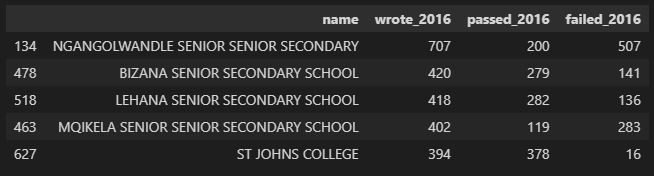 name wrote_2016 passed_2016 failed_2016
134 NGANGOLWANDLE SENIOR SENIOR SECONDARY 707 200 507
478 BIZANA SENIOR SECONDARY SCHOOL 420 279 141
518 LEHANA SENIOR SECONDARY SCHOOL 418 282 136
463 MQIKELA SENIOR SENIOR SECONDARY SCHOOL 402 119 283
627 ST JOHNS COLLEGE 394 378 16